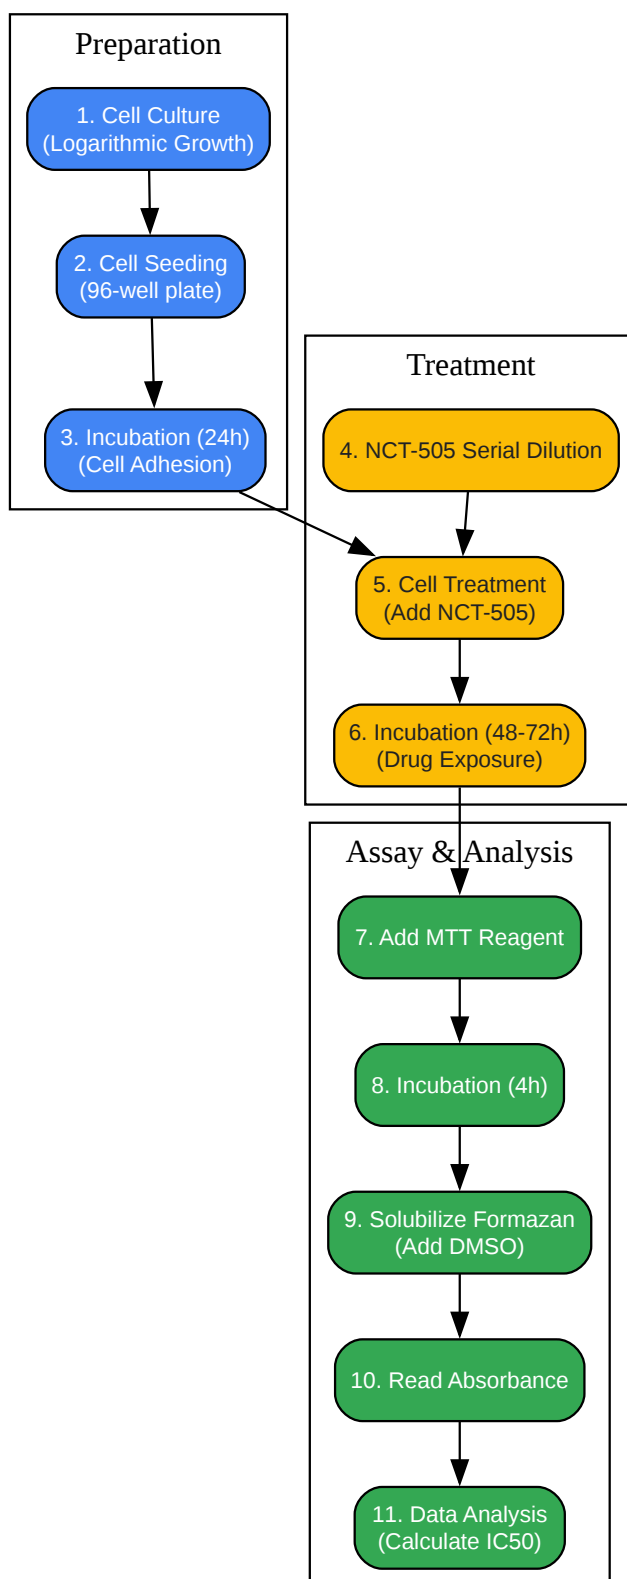 Preparation
1. Cell Culture
(Logarithmic Growth)
2. Cell Seeding
(96-well plate)
3. Incubation (24h)
(Cell Adhesion)
Treatment
4. NCT-505 Serial Dilution
5. Cell Treatment
(Add NCT-505)
6. Incubation (48-72h)
(Drug Exposure)
Assay & Analysis
7. Add MTT Reagent
8. Incubation (4h)
9. Solubilize Formazan
(Add DMSO)
10. Read Absorbance
11. Data Analysis
(Calculate IC50)